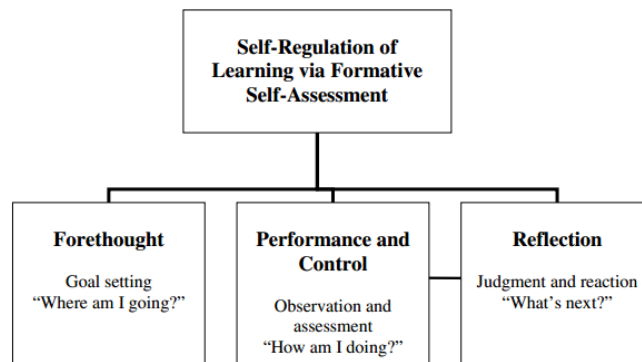 Self-Regulation of
Learning via Formative
Self-Assessment
Forethought
Goal setting
“Where am I going?”
Performance and
Control
Observation and
assessment
“How am I doing?”
Reflection
Judgment and reaction
“What’s next?”